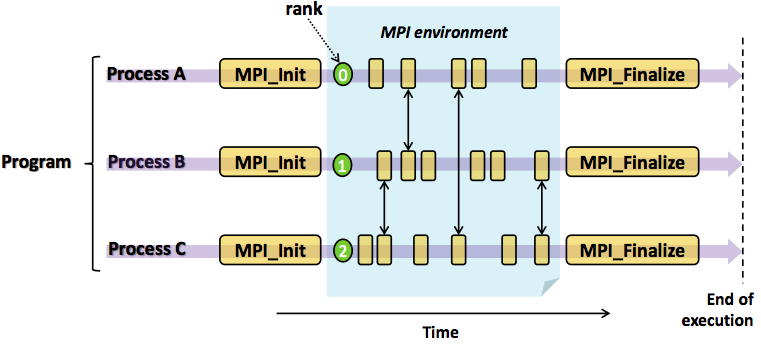 rank
MPI environment
Process A
MPI_Init
0
MPI_Finalize
Program
Process B
1
MPI_Finalize
Process C
MPI_Init
2
MPI_Finalize
Time
End of
execution